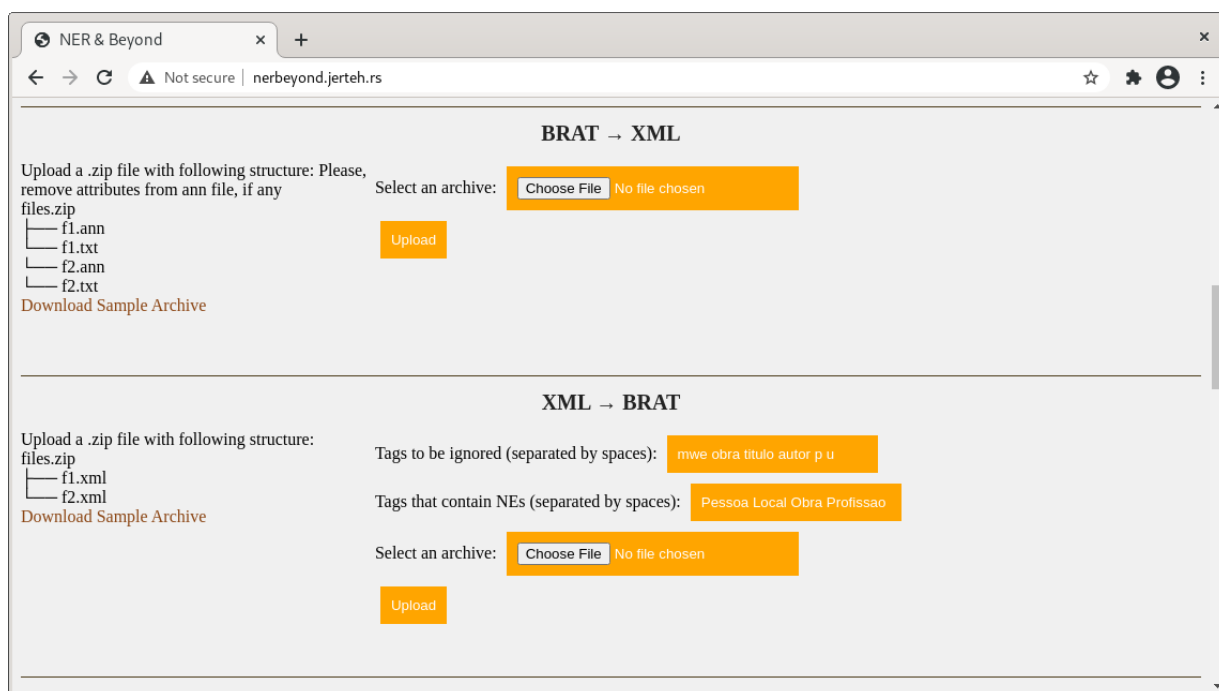 NER & Beyond
Not secure | nerbeyond.jerteh.rs
BRAT → XML
Upload a .zip file with following structure: Please,
remove attributes from ann file, if any
files.zip
├── f1.ann
└── f1.txt
└── f2.ann
└── f2.txt
Download Sample Archive
Select an archive: Choose File No file chosen
Upload
XML → BRAT
Upload a .zip file with following structure:
files.zip
├── f1.xml
└── f2.xml
Download Sample Archive
Tags to be ignored (separated by spaces): mwe obra titulo autor p u
Tags that contain NEs (separated by spaces): Pessoa Local Obra Profissao
Select an archive: Choose File No file chosen
Upload